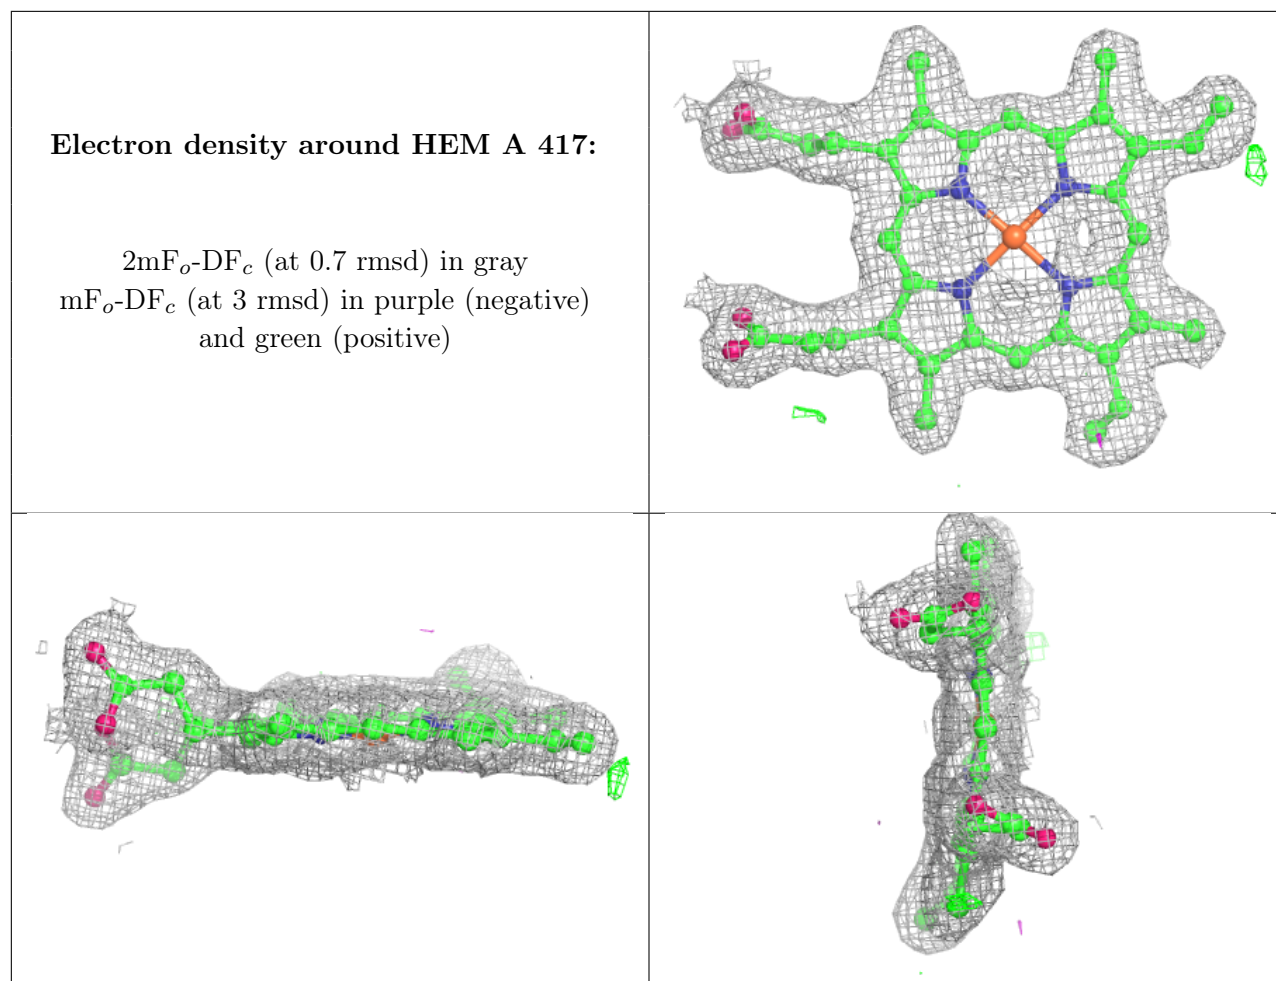 Electron density around HEM A 417:
2mFo-DFc (at 0.7 rmsd) in gray
mFo-DFc (at 3 rmsd) in purple (negative)
and green (positive)